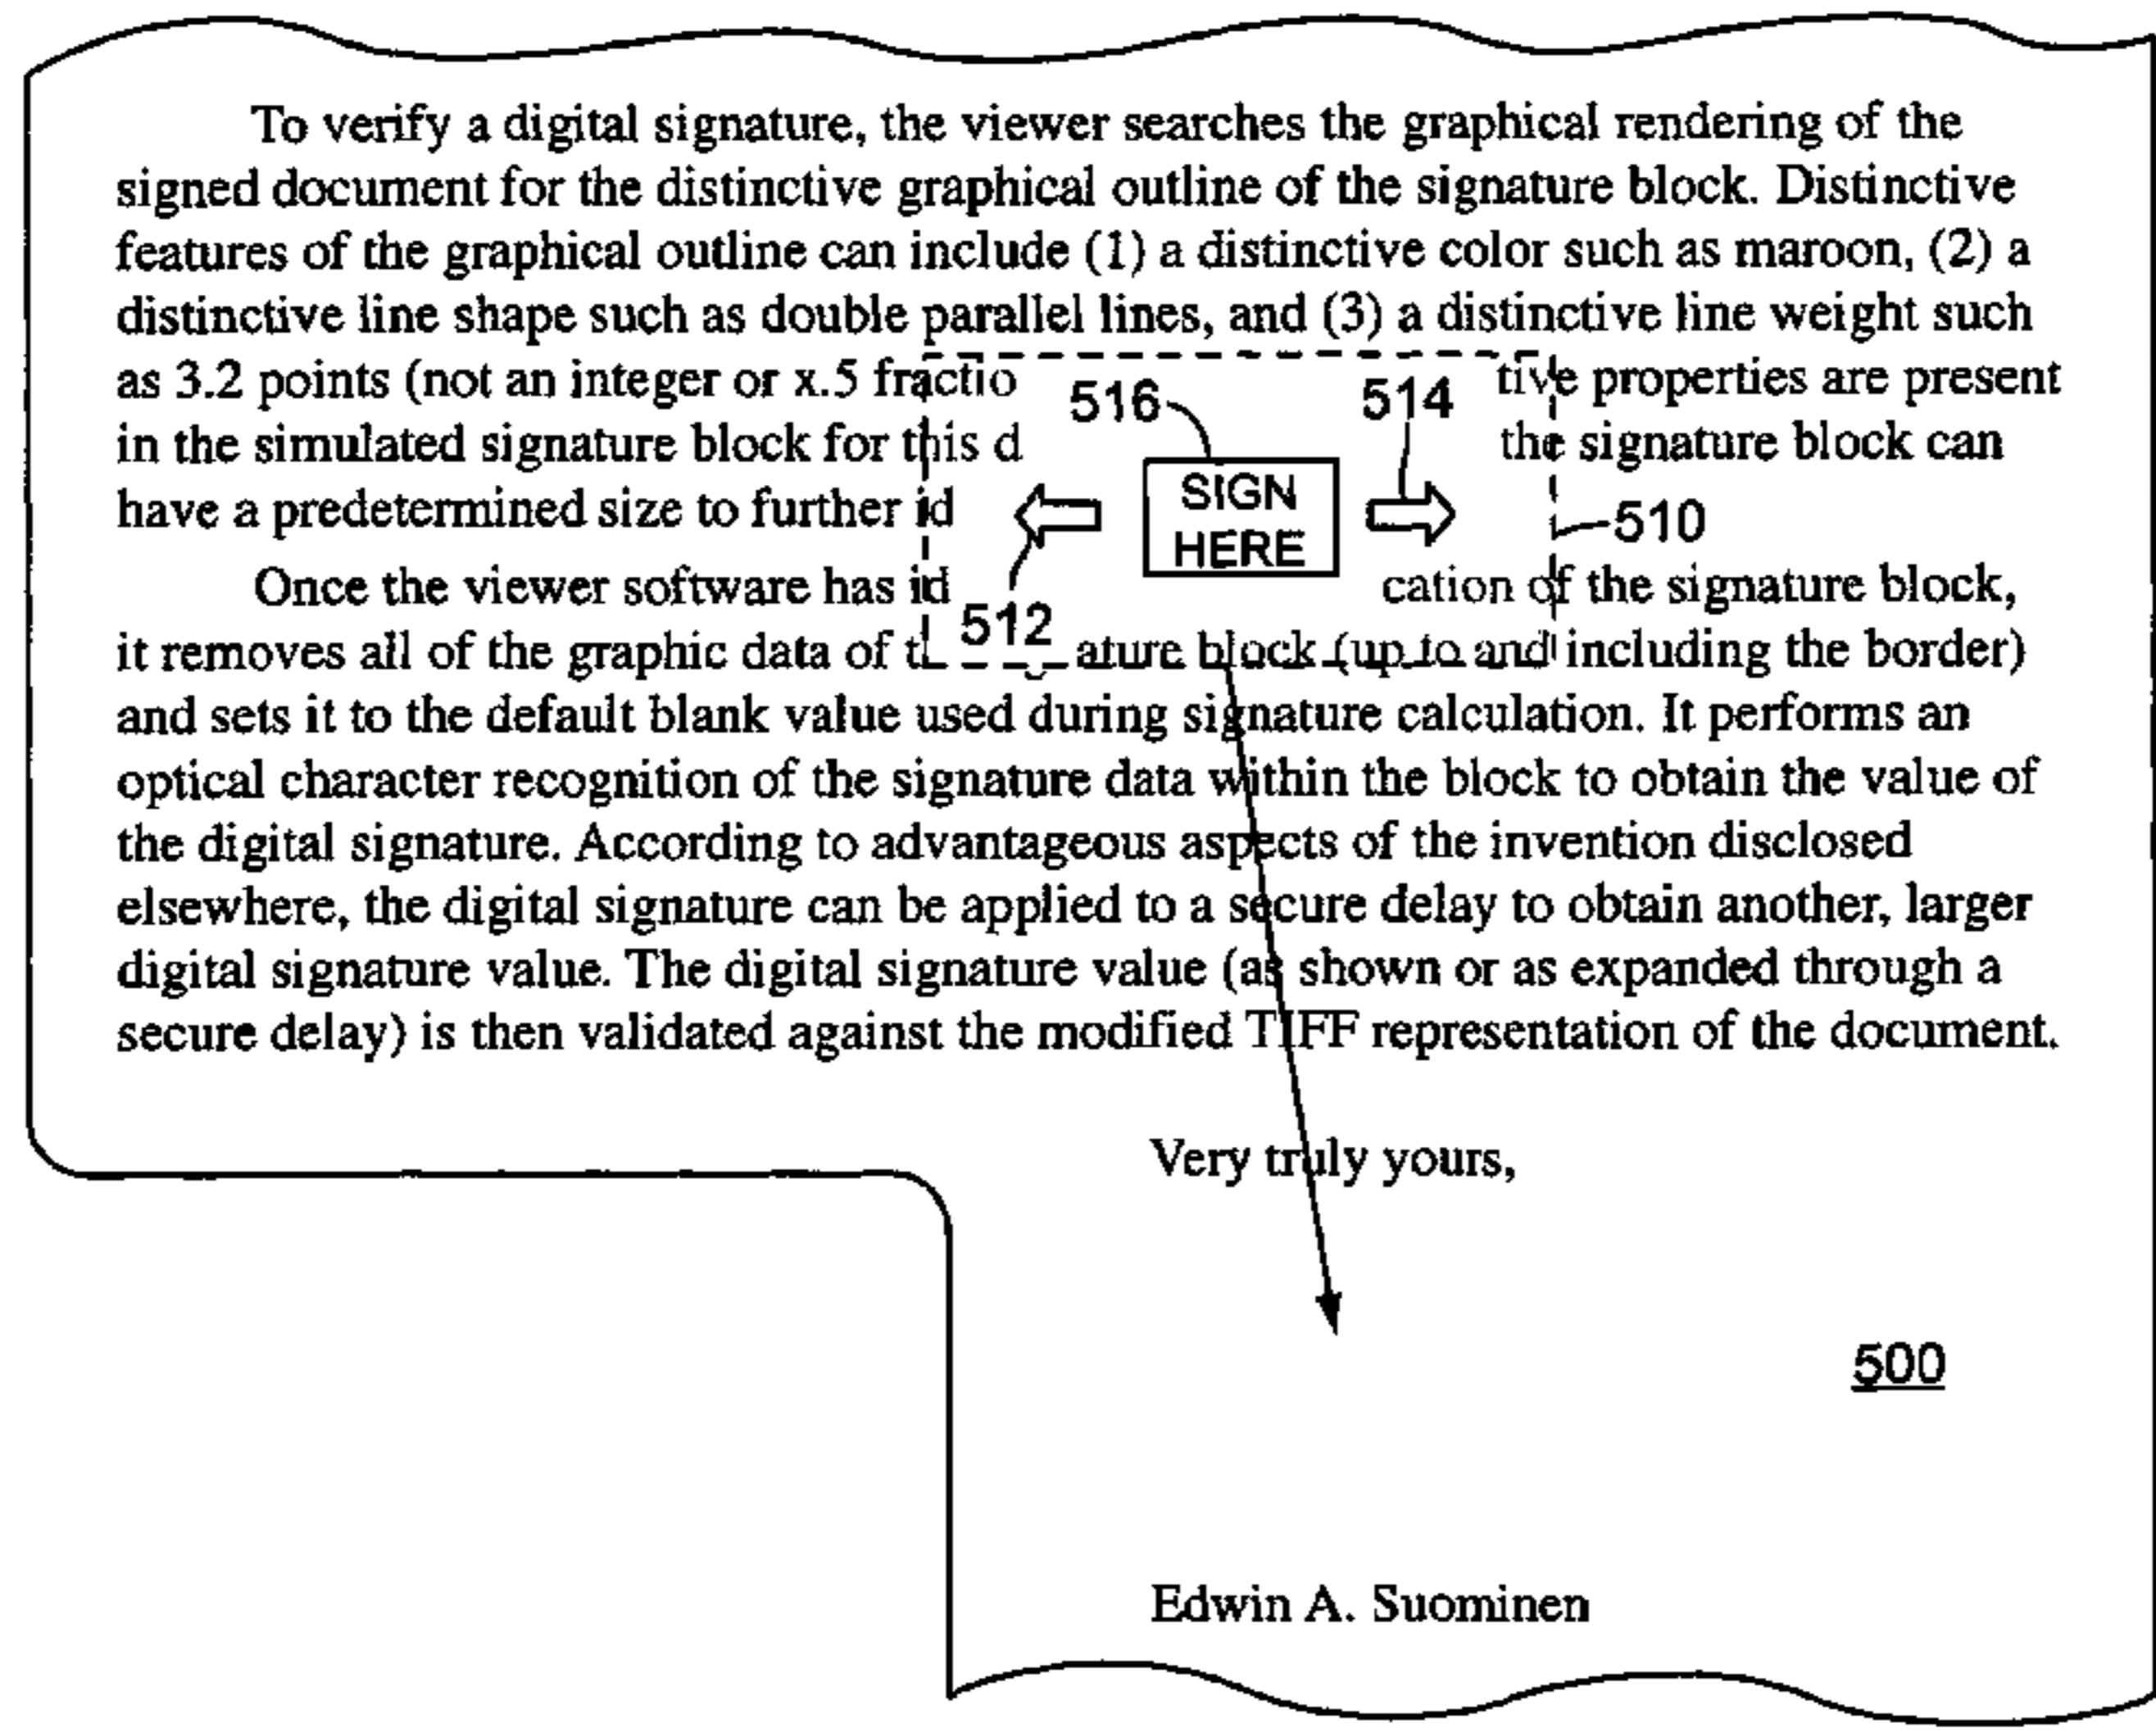 To verify a digital signature, the viewer searches the graphical rendering of the
signed document for the distinctive graphical outline of the signature block. Distinctive
features of the graphical outline can include (1) a distinctive color such as maroon, (2) a
distinctive line shape such as double parallel lines, and (3) a distinctive line weight such
as 3.2 points (not an integer or x.5 fractio tive properties are present
516 514
in the simulated signature block for this d the signature block can
SIGN
HERE
have a predetermined size to further id
510
Once the viewer software has id cation of the signature block,
512
it removes all of the graphic data of t ature block (up to and including the border)
and sets it to the default blank value used during signature calculation. It performs an
optical character recognition of the signature data within the block to obtain the value of
the digital signature. According to advantageous aspects of the invention disclosed
elsewhere, the digital signature can be applied to a secure delay to obtain another, larger
digital signature value. The digital signature value (as shown or as expanded through a
secure delay) is then validated against the modified TIFF representation of the document.
Very truly yours,
500
Edwin A. Suominen